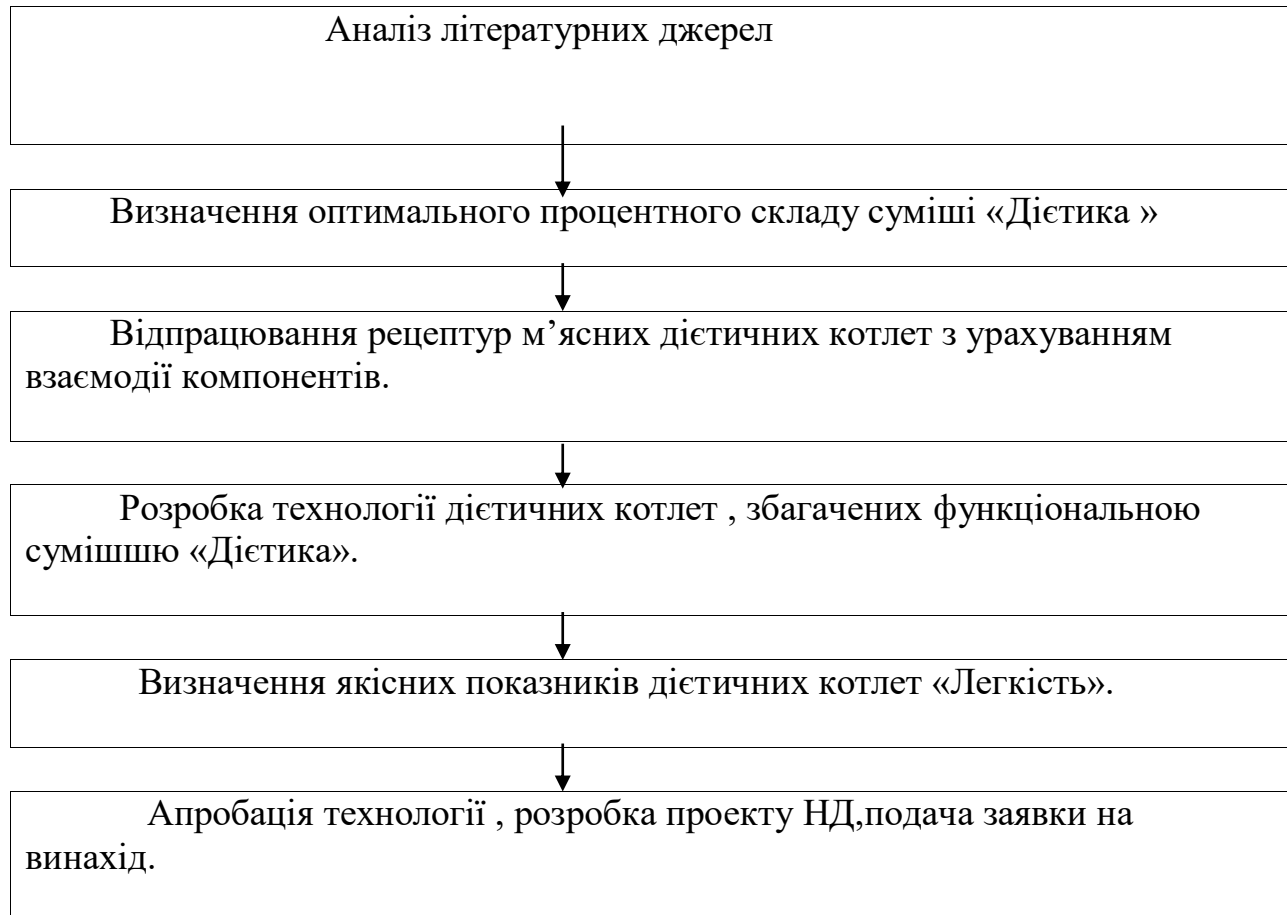 Аналіз літературних джерел
Визначення оптимального процентного складу суміші «Дієтика »
Відпрацювання рецептур м’ясних дієтичних котлет з урахуванням
взаємодії компонентів.
Розробка технології дієтичних котлет , збагачених функціональною
сумішшю «Дієтика».
Визначення якісних показників дієтичних котлет «Легкість».
Апробація технології , розробка проекту НД,подача заявки на
винахід.